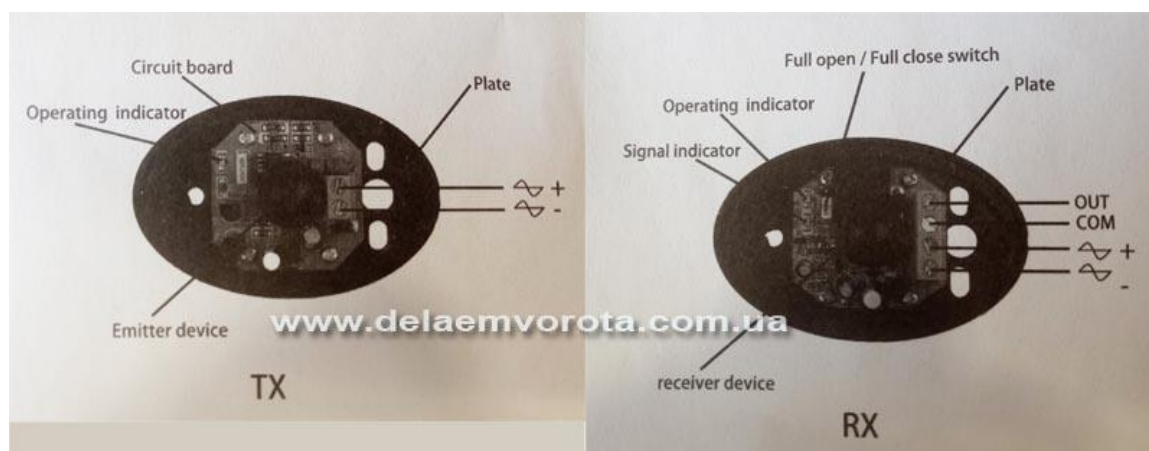 Circuit board
Operating indicator
Plate
+
-
Emitter device
TX
Full open / Full close switch
Operating indicator
Plate
Signal indicator
OUT
COM
+
-
receiver device
RX
www.delaemvorota.com.ua